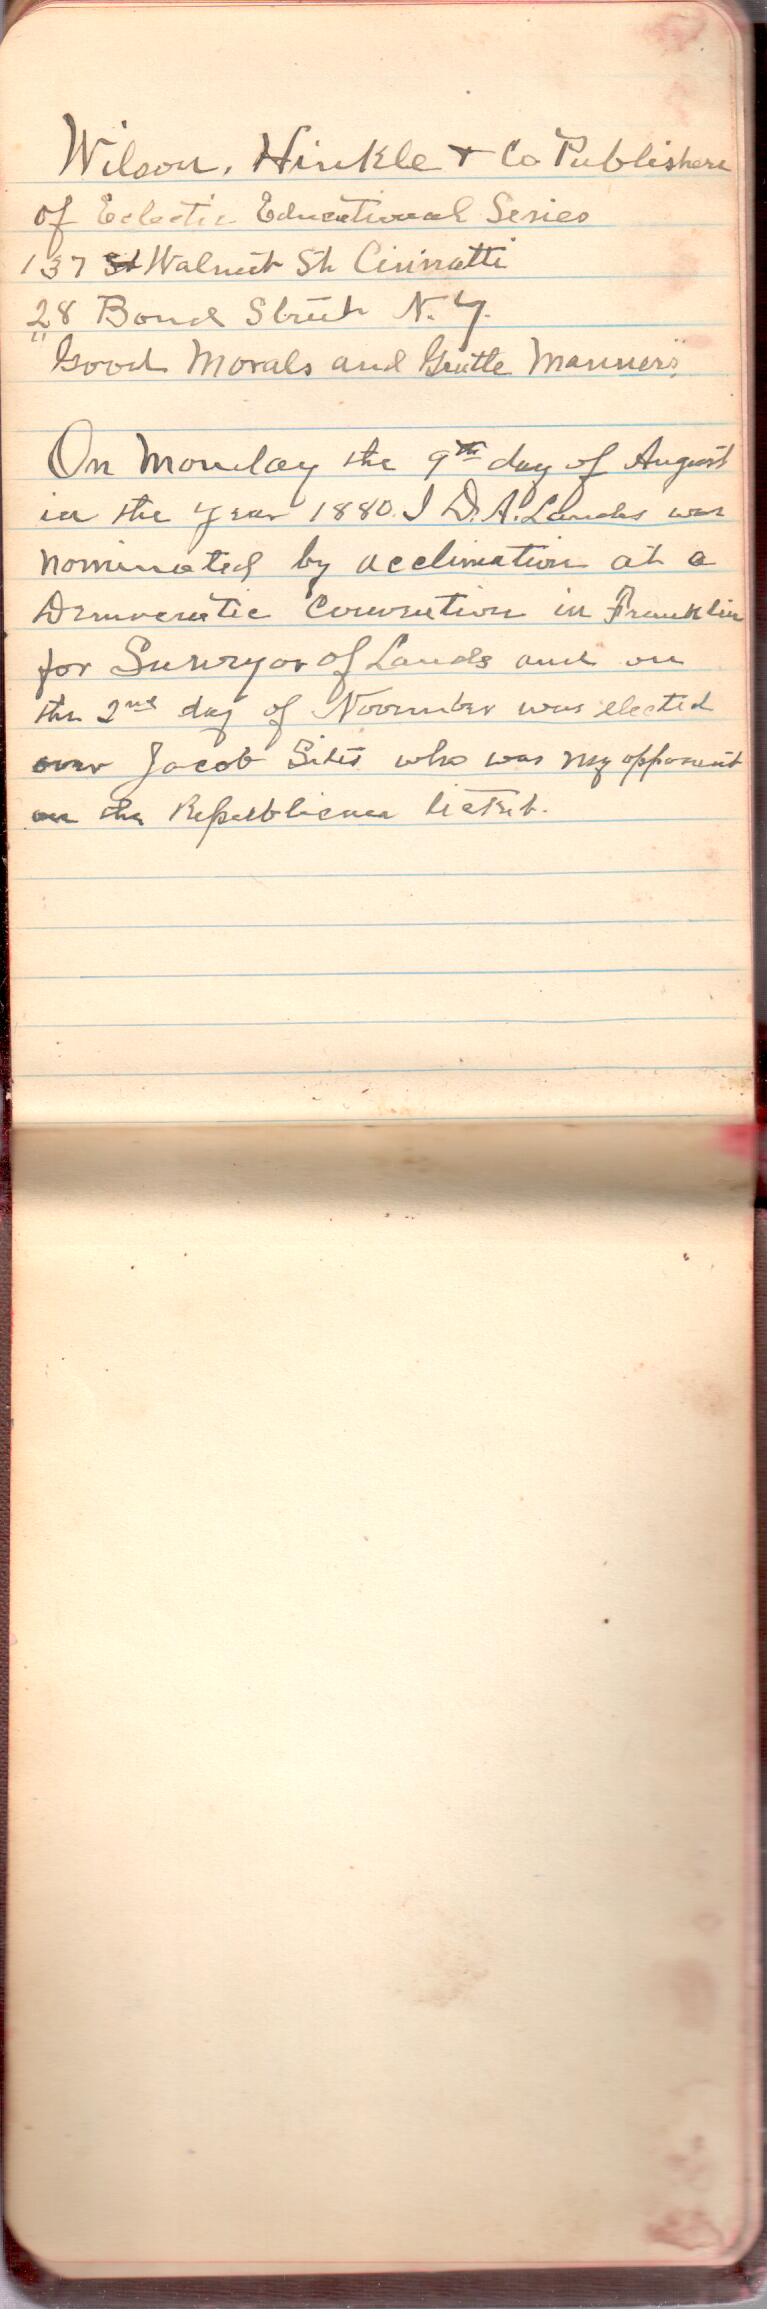 Wilson, Hinkle + Co Publishers
of Eclectic Educational Series
137 St Walnut St Cinnatti
28 Bond Street N. Y.
"Good Morals and Gentle Manners"
On Monday the 9th day of August
in the year 1880. I D. A. Landes was
nominated by acclimation at a
Democratic Convention in Franklin
for Surveyor of Lands and on
the 2nd day of November was elected
over Jacob Sites who was my opponent
on the Republican